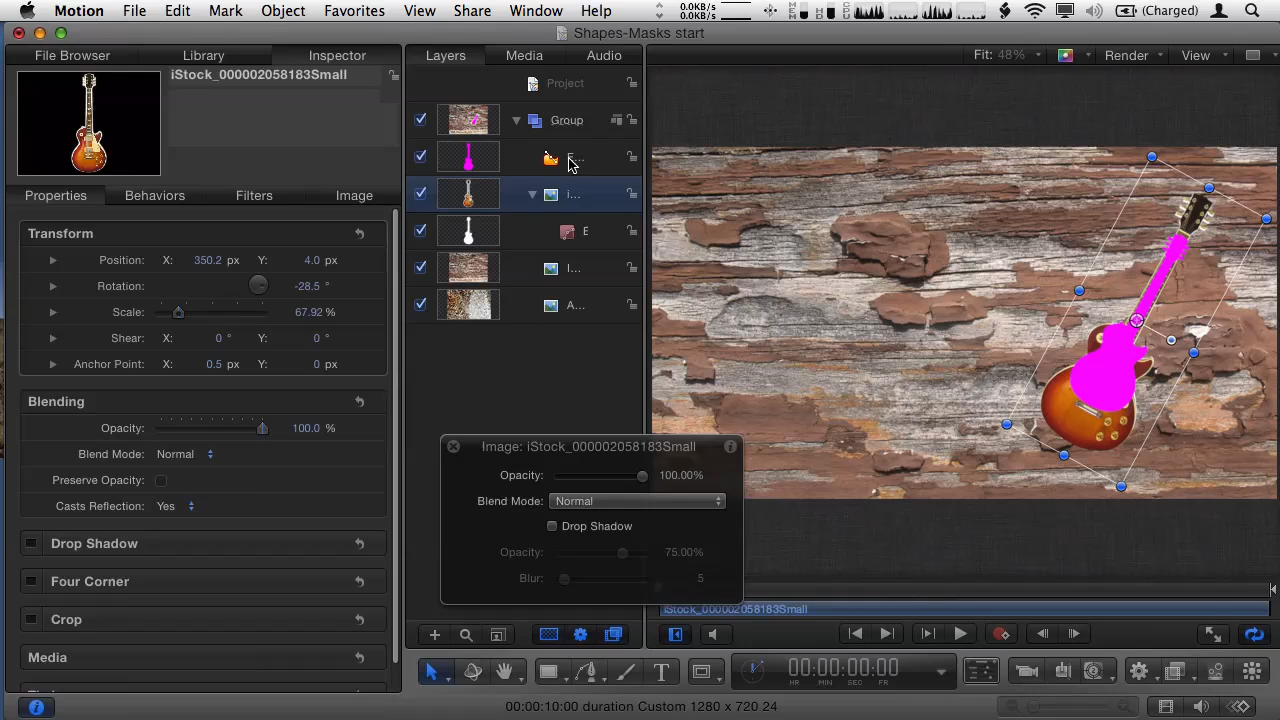 Motion File Edit Mark Object Favorites View Share Window Help 0.0KB/s 0.0KB/s (Charged)
Shapes-Masks start
File Browser Library Inspector Layers Media Audio Fit: 48% Render View
iStock_000002058183Small
Project
Group
Properties Behaviors Filters Image
i...
E
I...
A...
Transform
Position: X: 350.2 px Y: 4.0 px
Rotation: -28.5 °
Scale: 67.92 %
Shear: X: 0 ° Y: 0 °
Anchor Point: X: 0.5 px Y: 0 px
Blending
Opacity: 100.0 %
Blend Mode: Normal
Preserve Opacity:
Casts Reflection: Yes
Drop Shadow
Four Corner
Crop
Media
Image: iStock_000002058183Small
Opacity: 100.00%
Blend Mode: Normal
Drop Shadow
Opacity: 75.00%
Blur: 5
iStock_000002058183Small
00:00:00:00
HR MIN SEC FR
00:00:10:00 duration Custom 1280 x 720 24